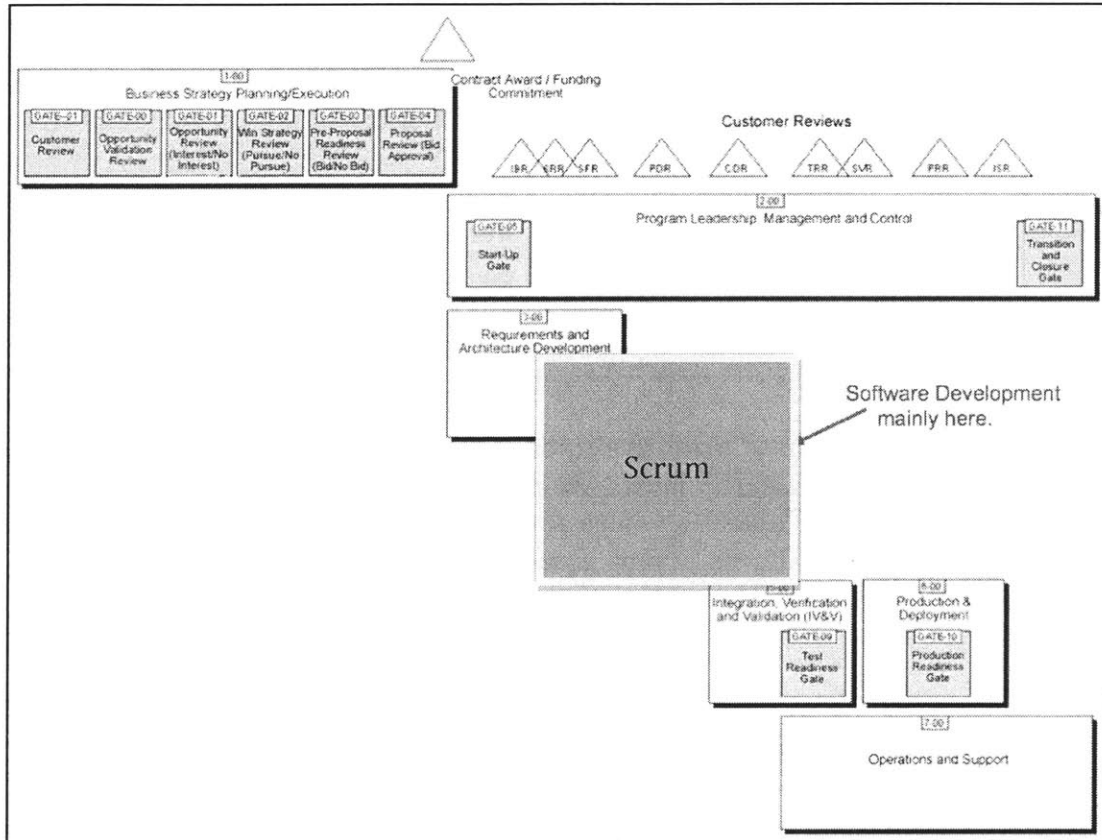 1-00
Business Strategy Planning/Execution
GATE--01
Customer
Review
GATE-00
Opportunity
Validation
Review
GATE-01
Opportunity
Review
(Interest/No
Interest)
GATE-02
Win Strategy
Review
(Pursue/No
Pursue)
GATE-03
Pre-Proposal
Readiness
Review
(Bid/No Bid)
GATE-04
Proposal
Review (Bid
Approval)
Contract Award / Funding
Commitment
Customer Reviews
IBR
SRR
SFR
PDR
CDR
TRR
SVR
PRR
ISR
2-00
Program Leadership Management and Control
GATE-05
Start-Up
Gate
GATE-11
Transition
and
Closure
Gate
Requirements and
Architecture Development
Software Development
mainly here.
Scrum
Integration, Verification
and Validation (IV&V)
GATE-09
Test
Readiness
Gate
6-00
Production &
Deployment
GATE-10
Production
Readiness
Gate
7-00
Operations and Support